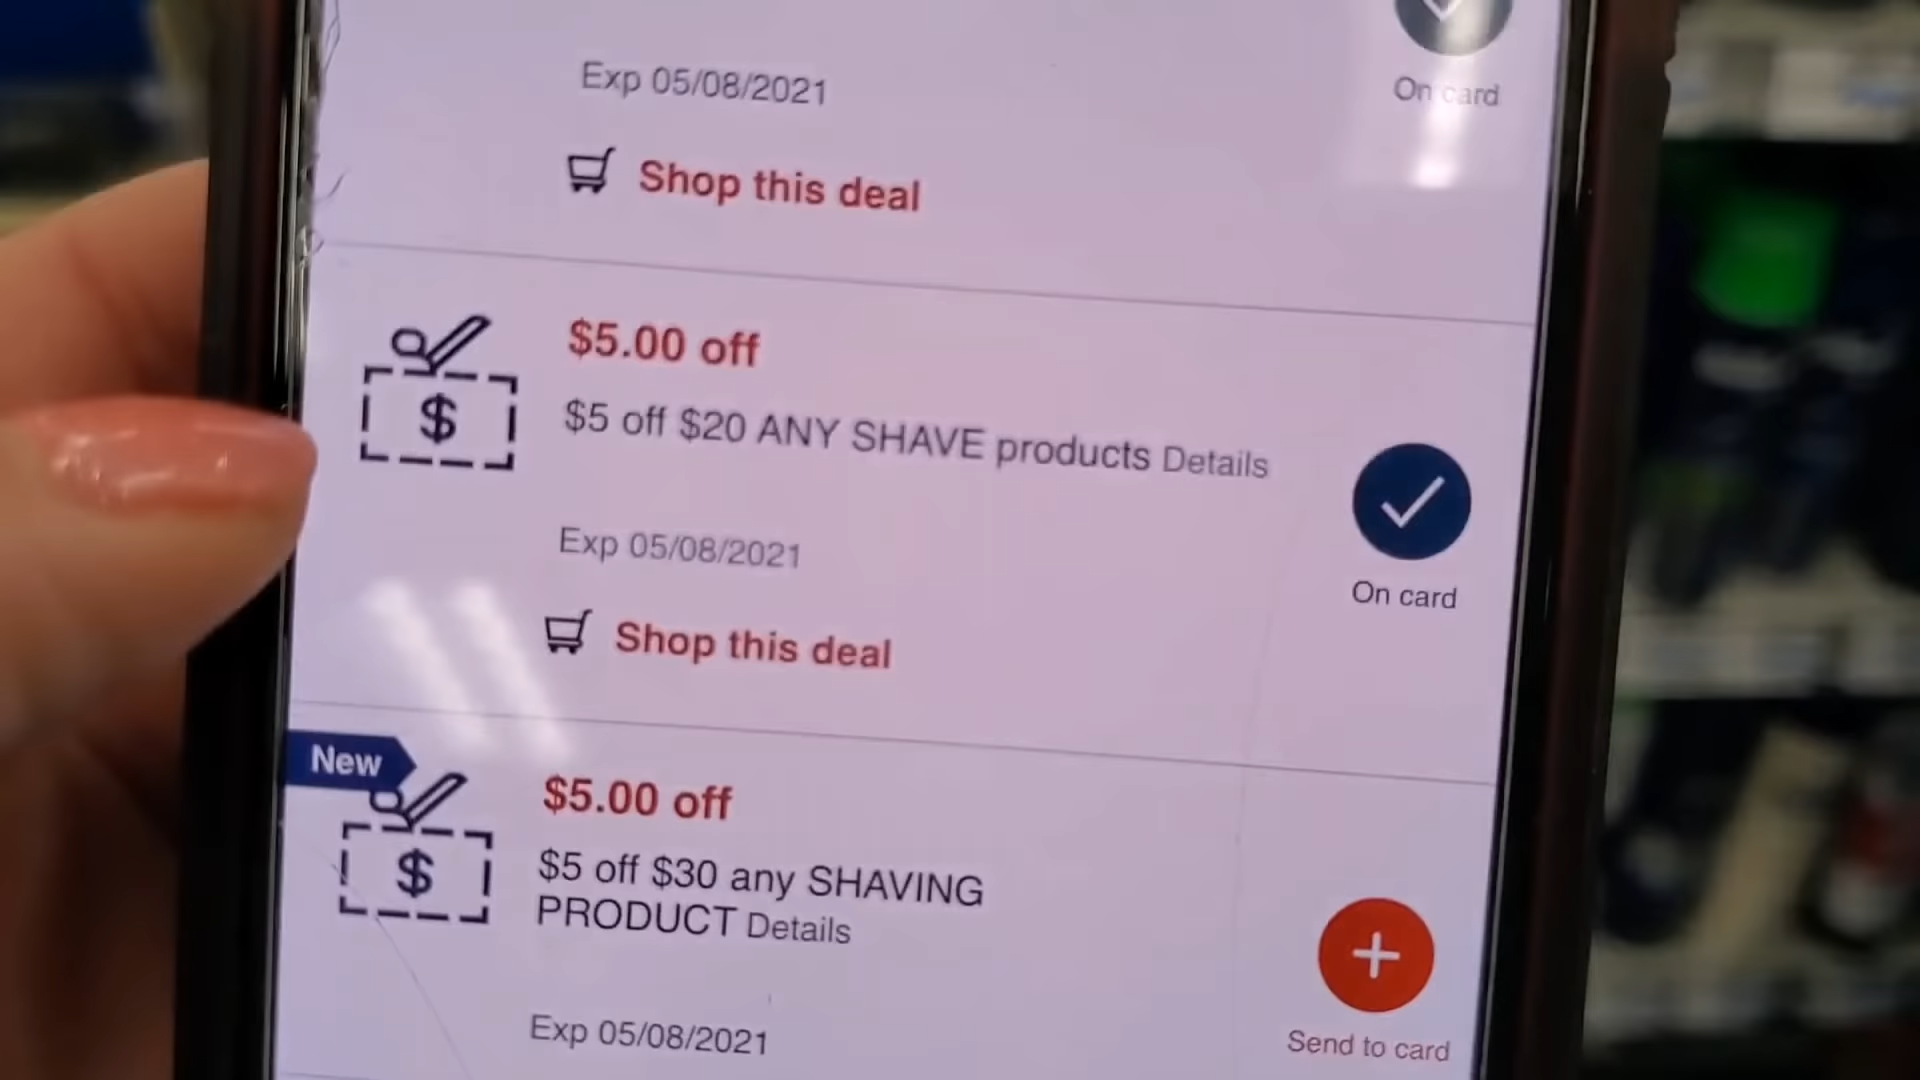 Exp 05/08/2021
On card
Shop this deal
$5.00 off
$
$5 off $20 ANY SHAVE products Details
Exp 05/08/2021
On card
Shop this deal
New
$5.00 off
$
$5 off $30 any SHAVING
PRODUCT Details
Exp 05/08/2021
Send to card